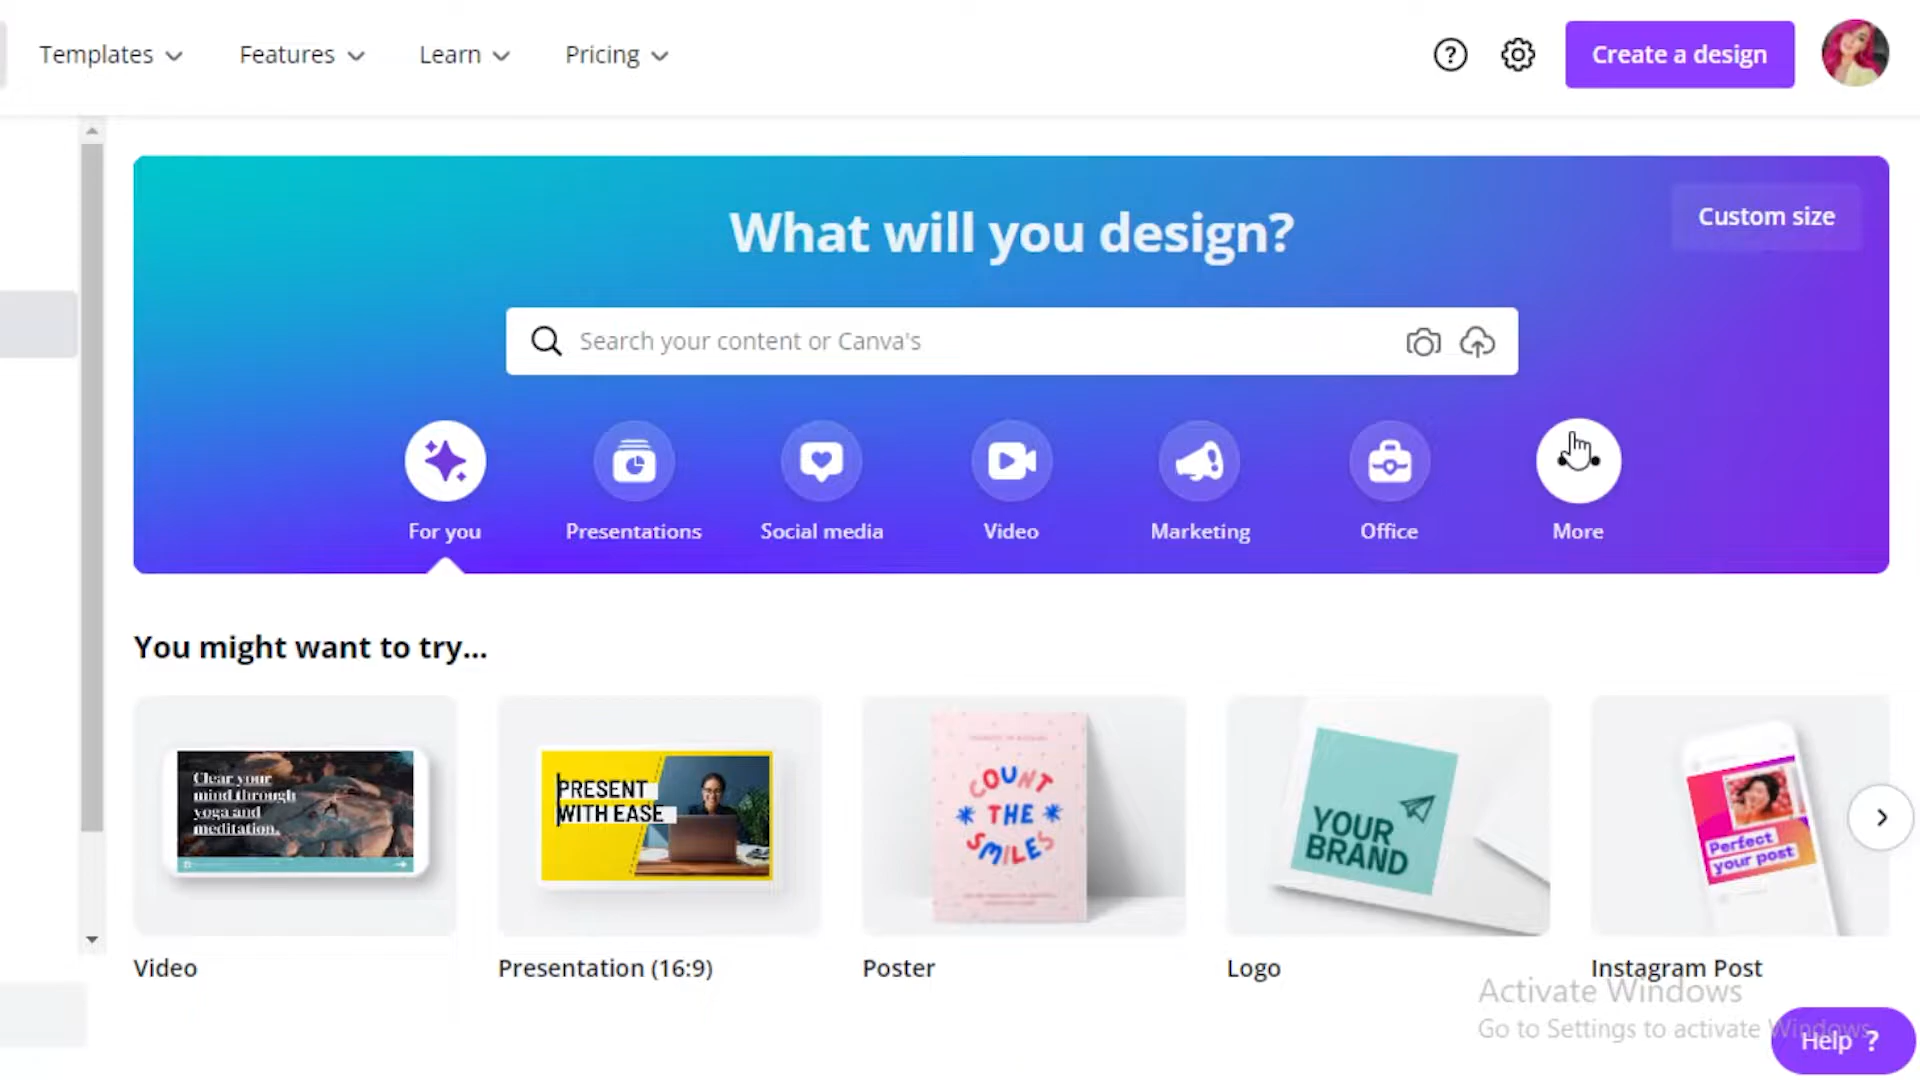 Templates
Features
Learn
Pricing
?
Create a design
What will you design?
Custom size
Search your content or Canva's
For you
Presentations
Social media
Video
Marketing
Office
More
You might want to try...
Clear your
mind through
yoga and
meditation.
PRESENT
WITH EASE
COUNT
THE
SMILES
YOUR
BRAND
Perfect
your post
Video
Presentation (16:9)
Poster
Logo
Instagram Post
Activate Windows
Go to Settings to activate Windows.
Help ?